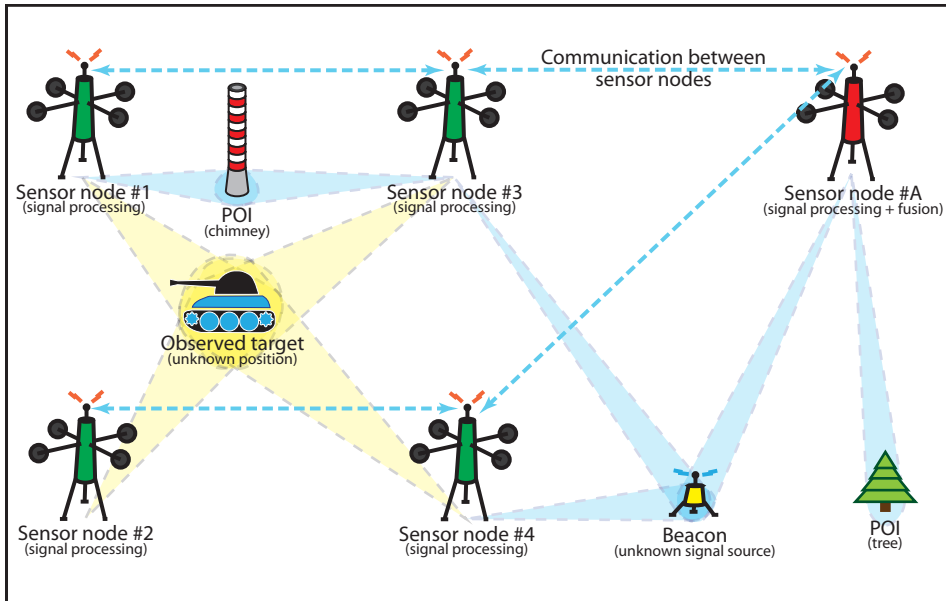 Communication between
sensor nodes
Sensor node #1
(signal processing)
POI
(chimney)
Sensor node #3
(signal processing)
Sensor node #A
(signal processing + fusion)
Observed target
(unknown position)
Sensor node #2
(signal processing)
Sensor node #4
(signal processing)
Beacon
(unknown signal source)
POI
(tree)